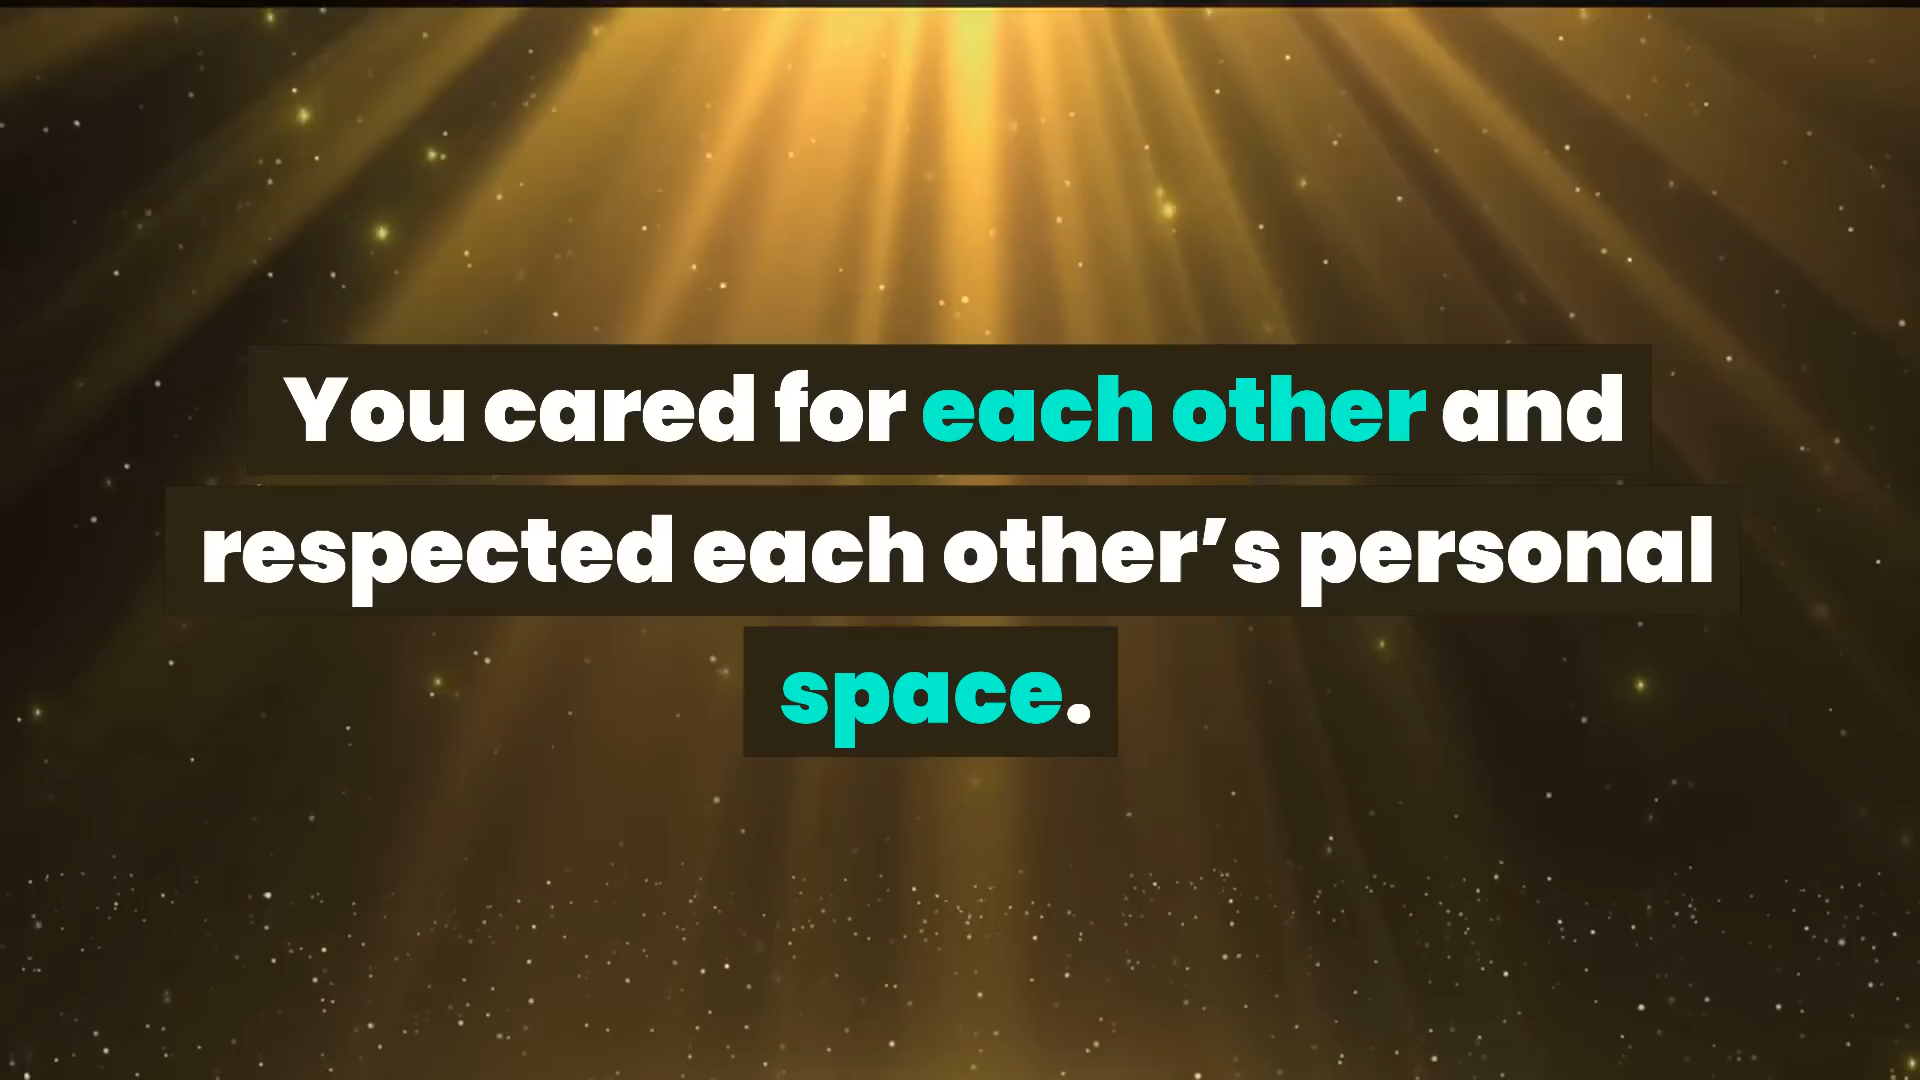 You cared for each other and
respected each other’s personal
space.